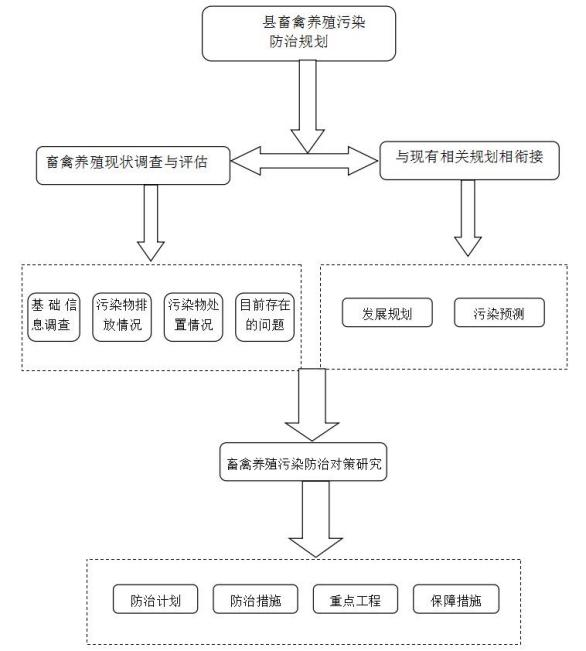 县畜禽养殖污染
防治规划
畜禽养殖现状调查与评估
与现有相关规划相衔接
基础信
息调查
污染物排
放情况
污染物处
置情况
目前存在
的问题
发展规划
污染预测
畜禽养殖污染防治对策研究
防治计划
防治措施
重点工程
保障措施